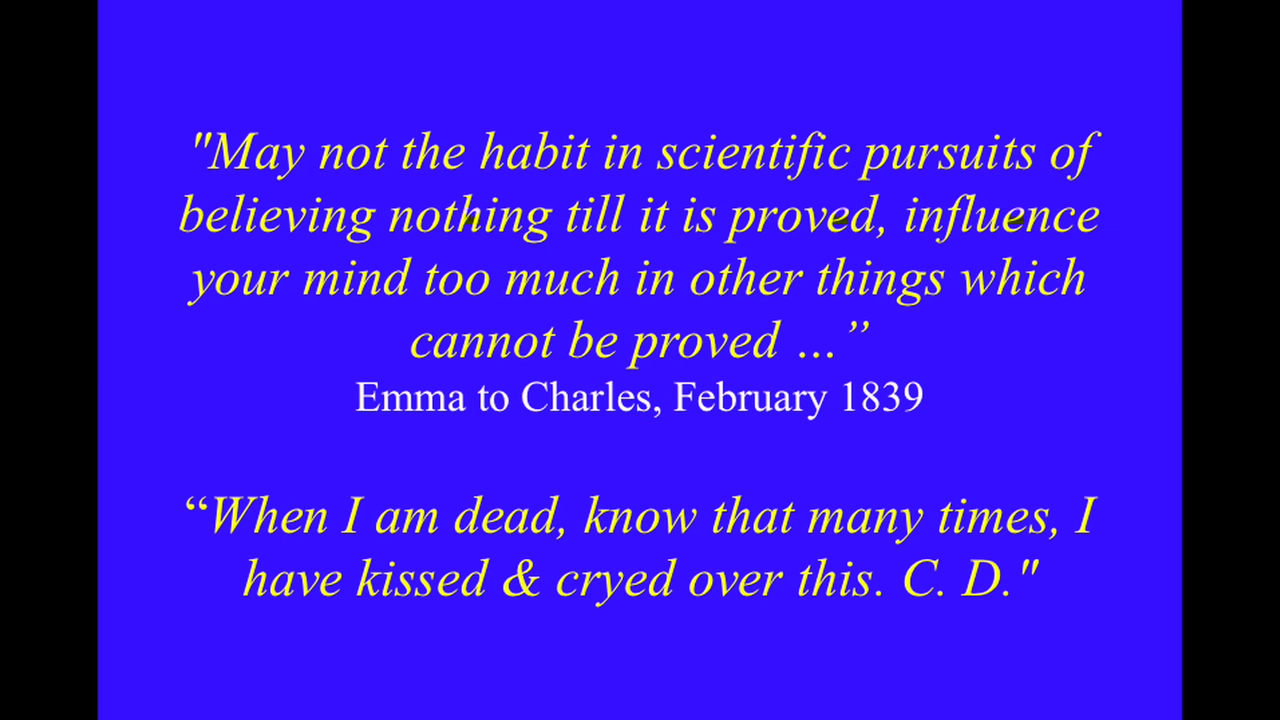 "May not the habit in scientific pursuits of
believing nothing till it is proved, influence
your mind too much in other things which
cannot be proved ...”
Emma to Charles, February 1839
“When I am dead, know that many times, I
have kissed & cryed over this. C. D."